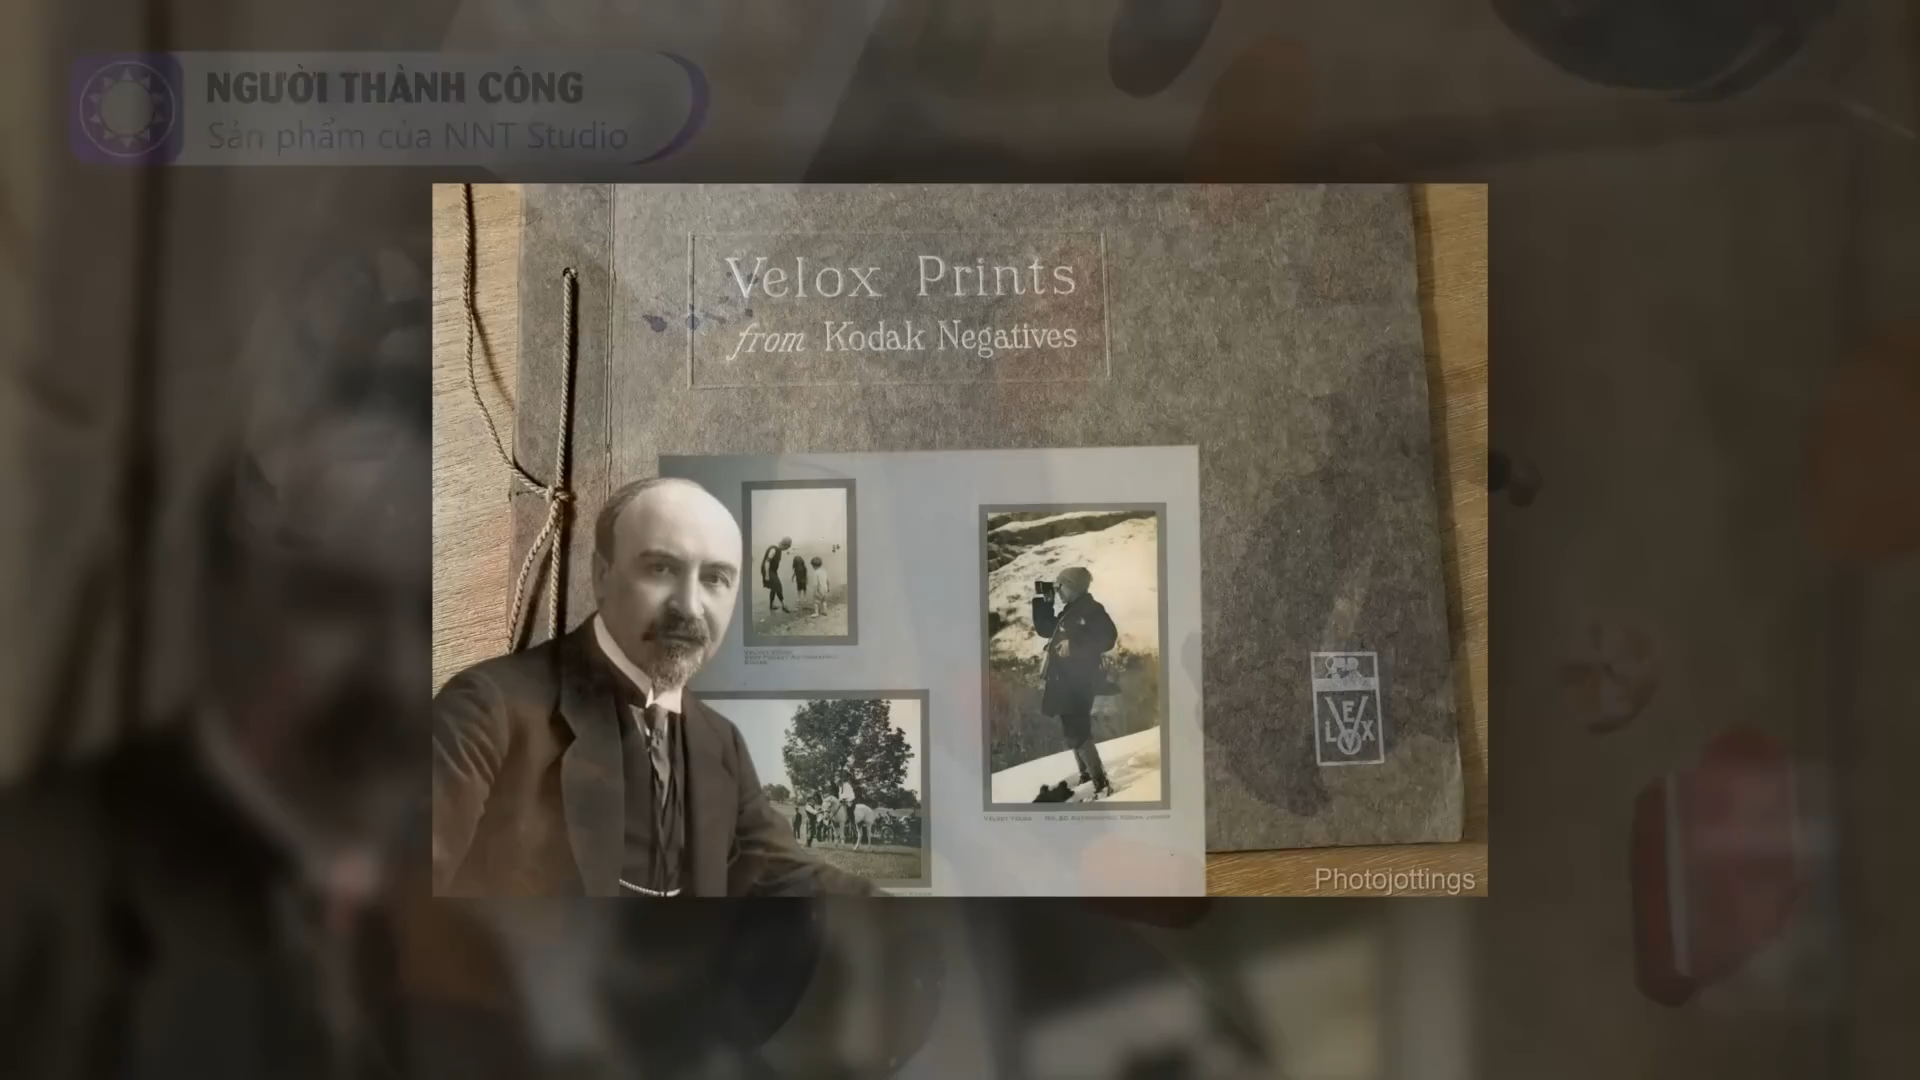 NGƯỜI THÀNH CÔNG
Sản phẩm của NNT Studio
Velox Prints
from Kodak Negatives
VELOX
Photojottings